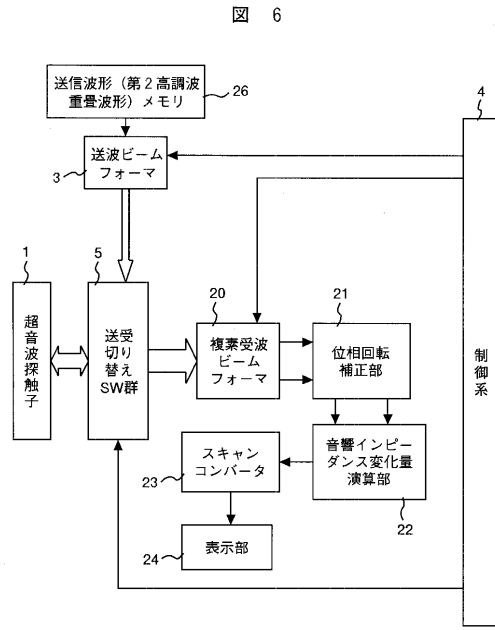 図 6
送信波形（第２高調波
重畳波形）メモリ
26
4
送波ビーム
フォーマ
3
1
5
20
21
超音波探触子
送受
切り
替え
SW群
複素受波
ビーム
フォーマ
位相回転
補正部
制御系
スキャン
コンバータ
23
音響インピー
ダンス変化量
演算部
22
表示部
24